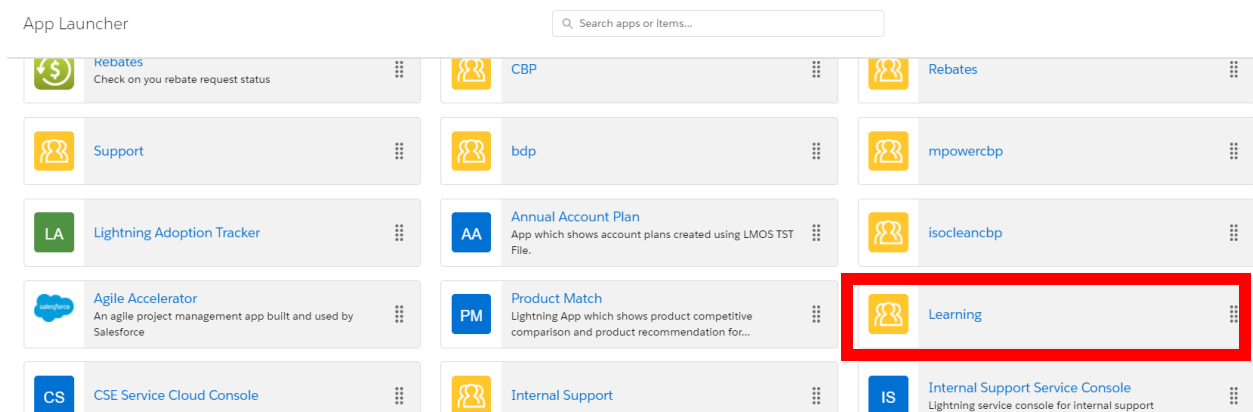 App Launcher
Search apps or items...
Rebates
Check on you rebate request status
CBP
Rebates
Support
bdp
mpowercbp
LA
Lightning Adoption Tracker
AA
Annual Account Plan
App which shows account plans created using LMOS TST
File.
isocleancbp
salesforce
Agile Accelerator
An agile project management app built and used by
Salesforce
PM
Product Match
Lightning App which shows product competitive
comparison and product recommendation for...
Learning
CS
CSE Service Cloud Console
Internal Support
IS
Internal Support Service Console
Lightning service console for internal support